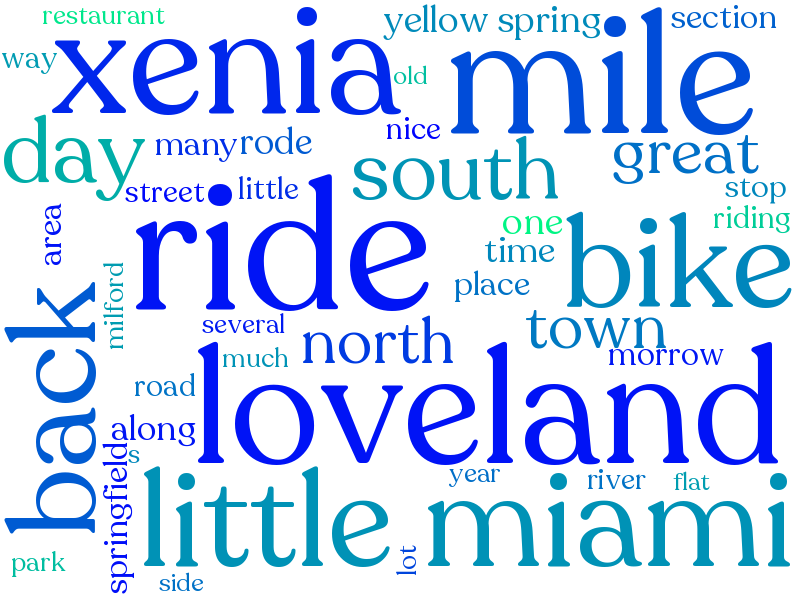 restaurant
xenia
yellow spring
section
way
old
mile
day
many
rode
nice
south
great
stop
street
little
ride
one
riding
area
time
bike
place
milford
back
several
north
town
much
morrow
road
loveland
along
s
springfield
little miami
year
river
flat
lot
park
side